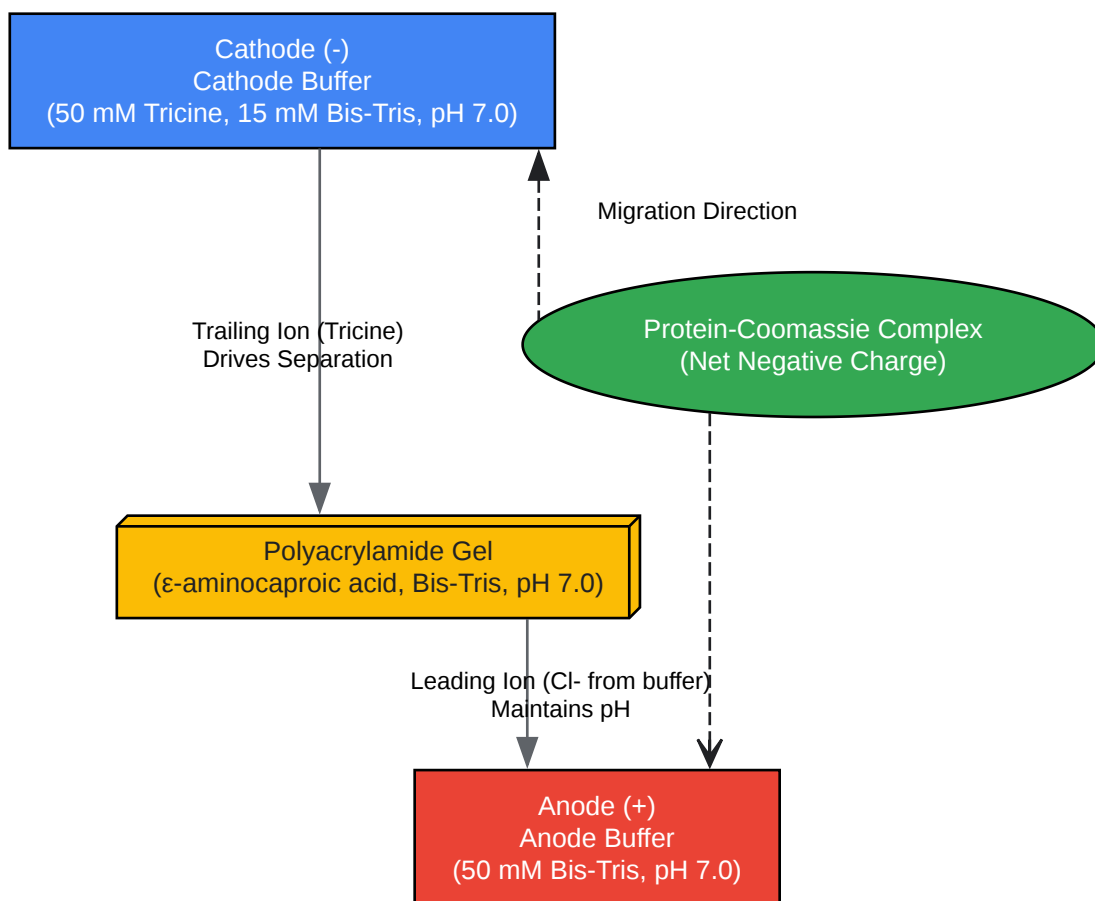 Cathode (-)
Cathode Buffer
(50 mM Tricine, 15 mM Bis-Tris, pH 7.0)
Migration Direction
Trailing Ion (Tricine)
Drives Separation
Protein-Coomassie Complex
(Net Negative Charge)
Polyacrylamide Gel
(ε-aminocaproic acid, Bis-Tris, pH 7.0)
Leading Ion (Cl- from buffer)
Maintains pH
Anode (+)
Anode Buffer
(50 mM Bis-Tris, pH 7.0)